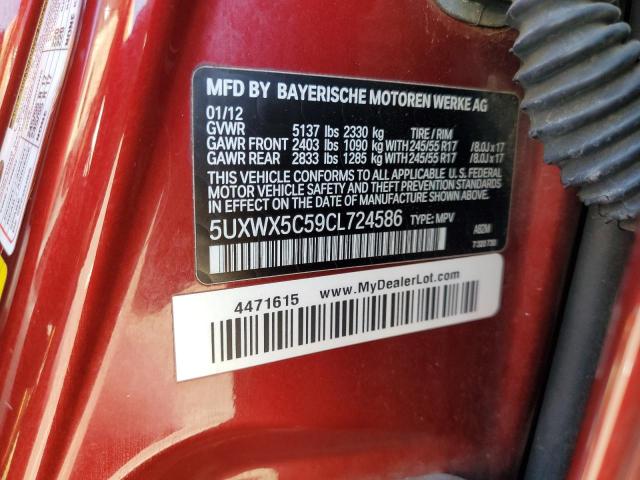 MFD BY BAYERISCHE MOTOREN WERKE AG
01/12
GVWR 5137 lbs 2330 kg TIRE / RIM
GAWR FRONT 2403 lbs 1090 kg WITH 245/55 R17 /8.0J x 17
GAWR REAR 2833 lbs 1285 kg WITH 245/55 R17 /8.0J x 17
THIS VEHICLE CONFORMS TO ALL APPLICABLE U. S. FEDERAL
MOTOR VEHICLE SAFETY AND THEFT PREVENTION STANDARDS
IN EFFECT ON THE DATE OF MANUFACTURE SHOWN ABOVE.
5UXWX5C59CL724586 TYPE: MPV
4471615 www.MyDealerLot.com